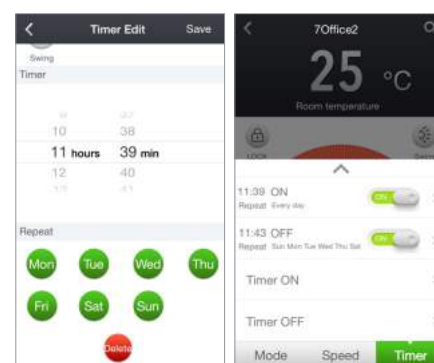 Timer Edit
Save
Swing
Timer
10 38
11 hours 39 min
12 40
Repeat
Mon Tue Wed Thu
Fri Sat Sun
Delete
7Office2
25 °C
Room temperature
LOCK
11:39 ON
Repeat Every day
ON
11:43 OFF
Repeat Sun Mon Tue Wed Thu Sat
ON
Timer ON
Timer OFF
Mode Speed Timer